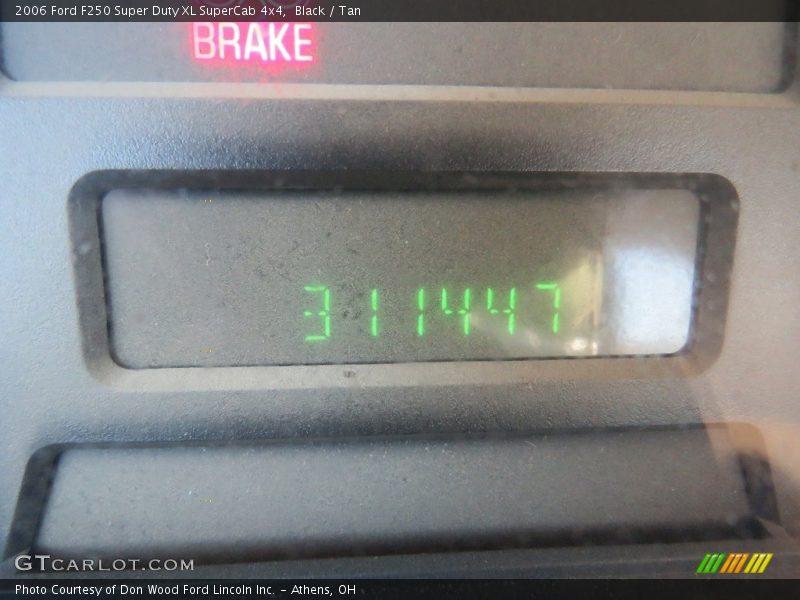 2006 Ford F250 Super Duty XL SuperCab 4x4, Black / Tan
BRAKE
311447
GTCARLOT.COM
Photo Courtesy of Don Wood Ford Lincoln Inc. – Athens, OH